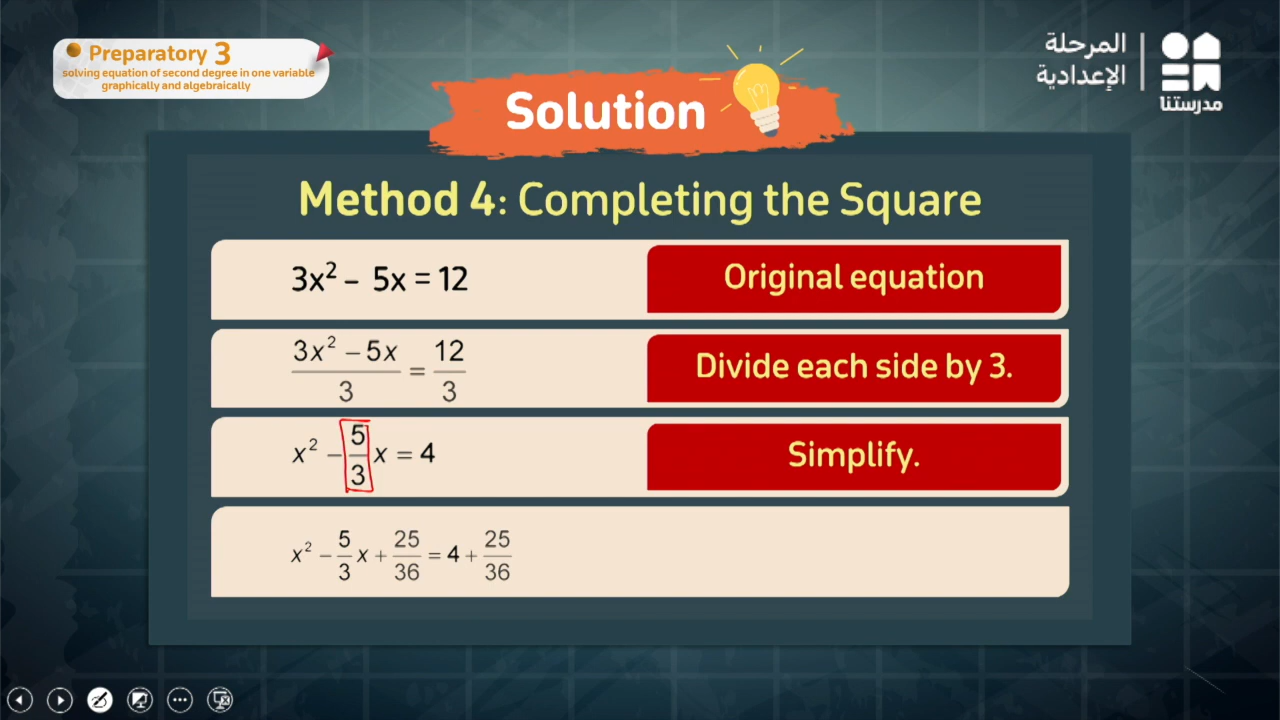 Preparatory 3
solving equation of second degree in one variable
graphically and algebraically
المرحلة
الإعدادية
مدرستنا
Solution
Method 4: Completing the Square
3x² – 5x = 12
Original equation
(3x² – 5x)/3 = 12/3
Divide each side by 3.
x² – 5/3 x = 4
Simplify.
x² – 5/3 x + 25/36 = 4 + 25/36